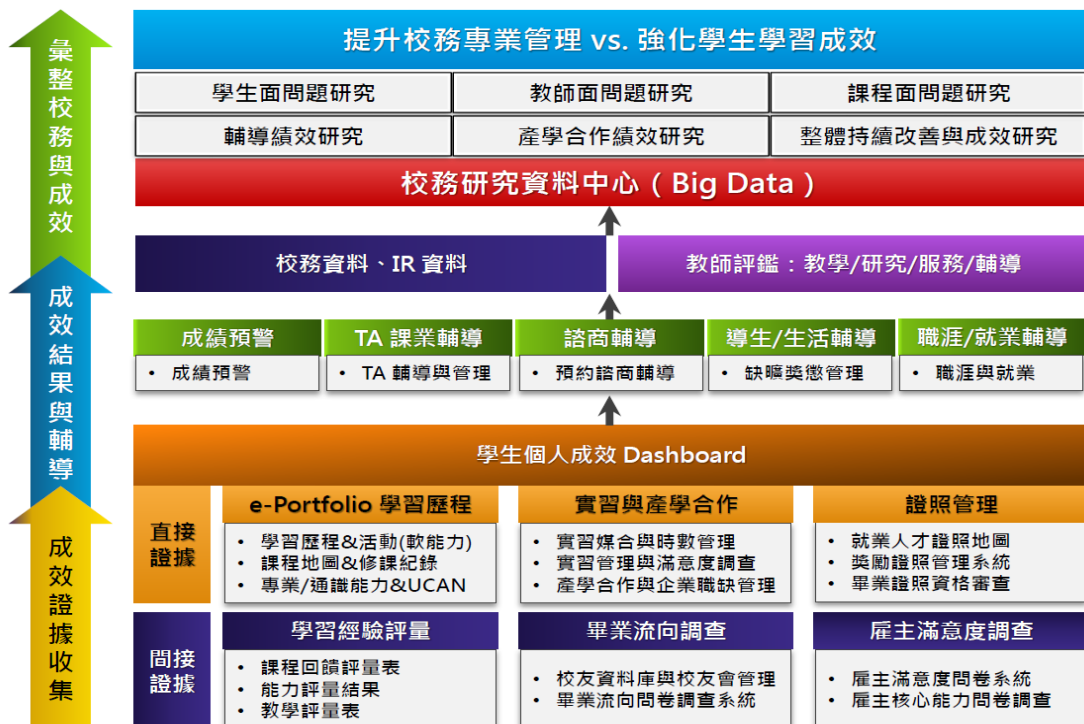 彙整校務與成效
成效結果與輔導
成效證據收集
提升校務專業管理 vs. 強化學生學習成效
學生面問題研究
教師面問題研究
課程面問題研究
輔導績效研究
產學合作績效研究
整體持續改善與成效研究
校務研究資料中心 ( Big Data )
校務資料、IR 資料
教師評鑑：教學/研究/服務/輔導
成績預警
TA 課業輔導
諮商輔導
導生/生活輔導
職涯/就業輔導
• 成績預警
• TA 輔導與管理
• 預約諮商輔導
• 缺曠獎懲管理
• 職涯與就業
學生個人成效 Dashboard
直接
證據
e-Portfolio 學習歷程
• 學習歷程&活動(軟能力)
• 課程地圖&修課紀錄
• 專業/通識能力&UCAN
實習與產學合作
• 實習媒合與時數管理
• 實習管理與滿意度調查
• 產學合作與企業職缺管理
證照管理
• 就業人才證照地圖
• 獎勵證照管理系統
• 畢業證照資格審查
間接
證據
學習經驗評量
• 課程回饋評量表
• 能力評量結果
• 教學評量表
畢業流向調查
• 校友資料庫與校友會管理
• 畢業流向問卷調查系統
雇主滿意度調查
• 雇主滿意度問卷系統
• 雇主核心能力問卷調查